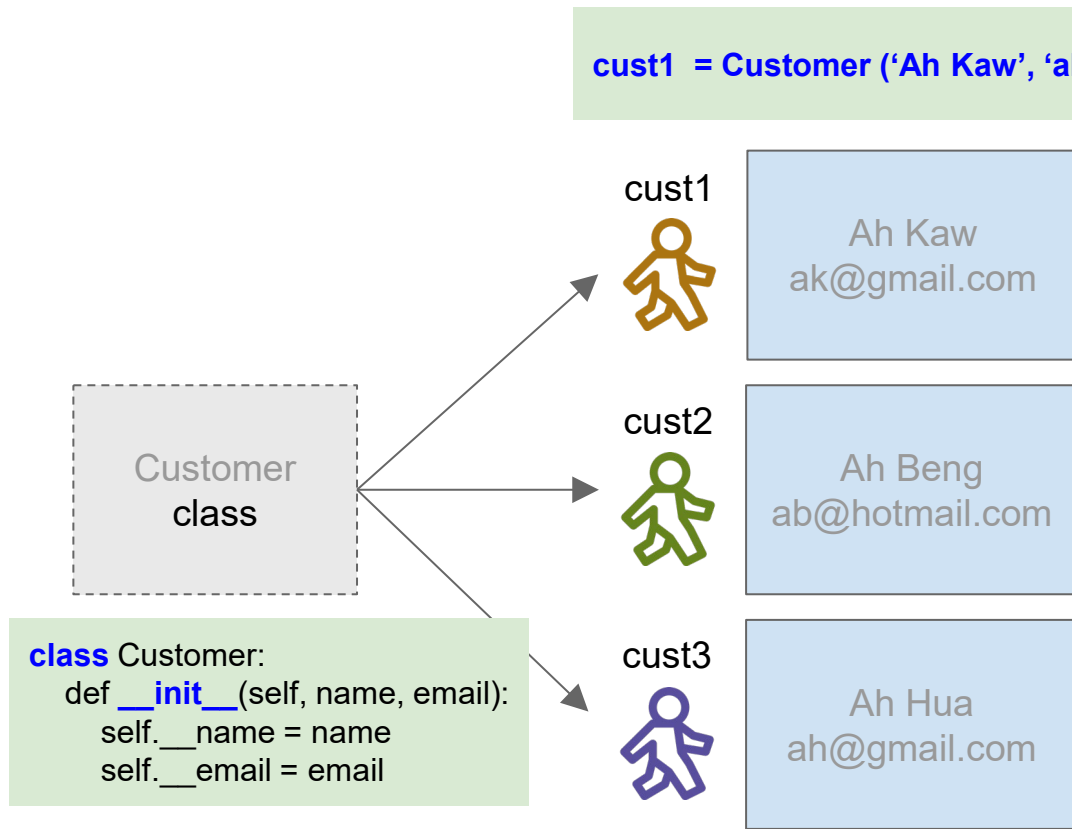 cust1 = Customer (‘Ah Kaw’,
cust1
Ah Kaw
ak@gmail.com
cust2
Ah Beng
ab@hotmail.com
Customer
class
class Customer:
def __init__(self, name, email):
self.__name = name
self.__email = email
cust3
Ah Hua
ah@gmail.com